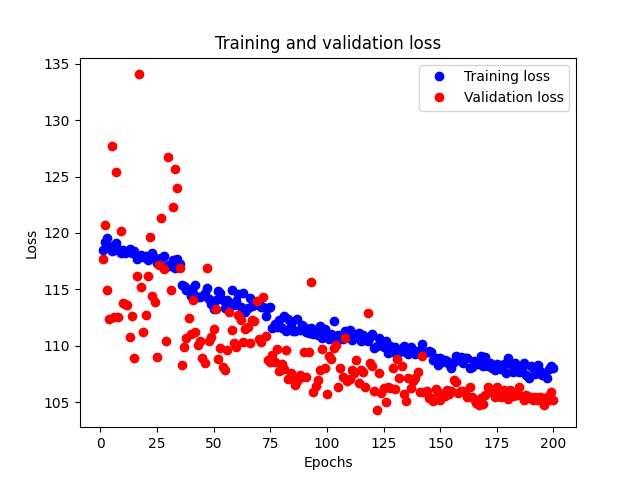 Training and validation loss
Training loss
Validation loss
Loss
135
130
125
120
115
110
105
0 25 50 75 100 125 150 175 200
Epochs